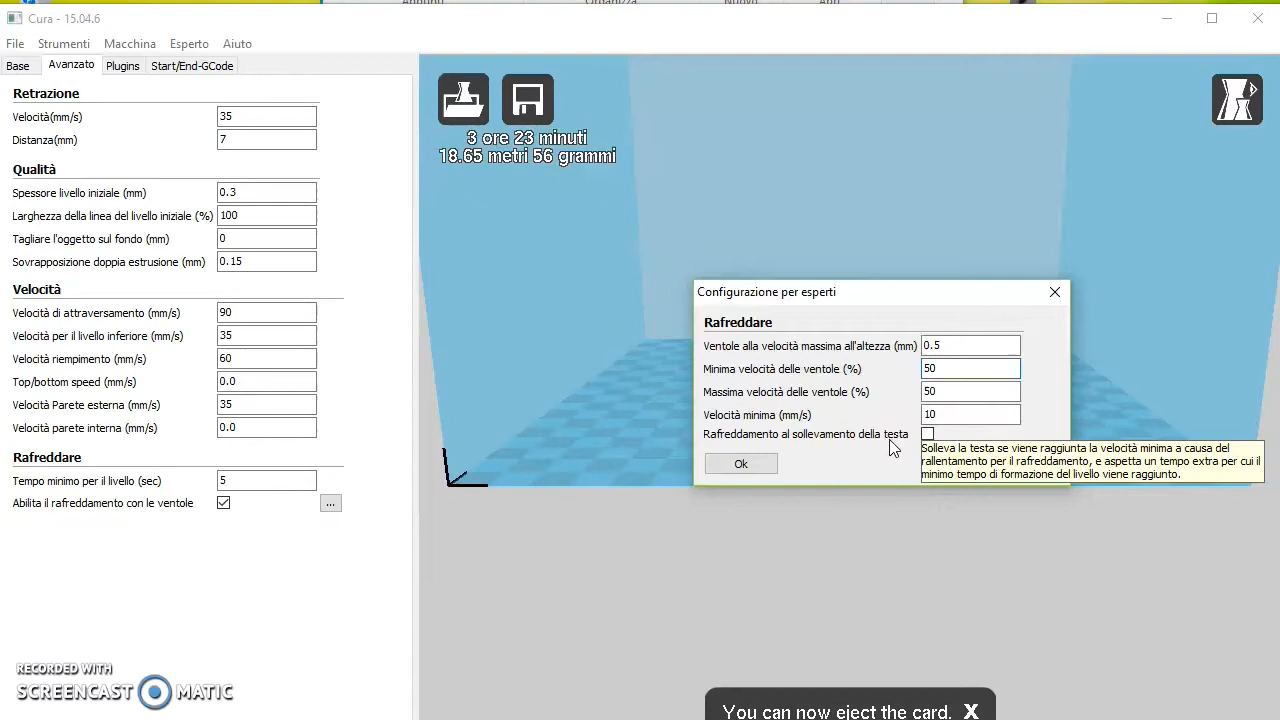 Cura - 15.04.6
File Strumenti Macchina Esperto Aiuto
Base Avanzato Plugins Start/End-GCode
Retrazione
Velocità(mm/s) 35
Distanza(mm) 7
Qualità
Spessore livello iniziale (mm) 0.3
Larghezza della linea del livello iniziale (%) 100
Tagliare l'oggetto sul fondo (mm) 0
Sovrapposizione doppia estrusione (mm) 0.15
Velocità
Velocità di attraversamento (mm/s) 90
Velocità per il livello inferiore (mm/s) 35
Velocità riempimento (mm/s) 60
Top/bottom speed (mm/s) 0.0
Velocità Parete esterna (mm/s) 35
Velocità parete interna (mm/s) 0.0
Rafreddare
Tempo minimo per il livello (sec) 5
Abilita il rafreddamento con le ventole ...
3 ore 23 minuti
18.65 metri 56 grammi
Configurazione per esperti
Rafreddare
Ventole alla velocità massima all'altezza (mm) 0.5
Minima velocità delle ventole (%) 50
Massima velocità delle ventole (%) 50
Velocità minima (mm/s) 10
Rafreddamento al sollevamento della testa
Ok
Solleva la testa se viene raggiunta la velocità minima a causa del
rallentamento per il rafreddamento, e aspetta un tempo extra per cui il
minimo tempo di formazione del livello viene raggiunto.
You can now eject the card. X
RECORDED WITH
SCREENCAST MATIC